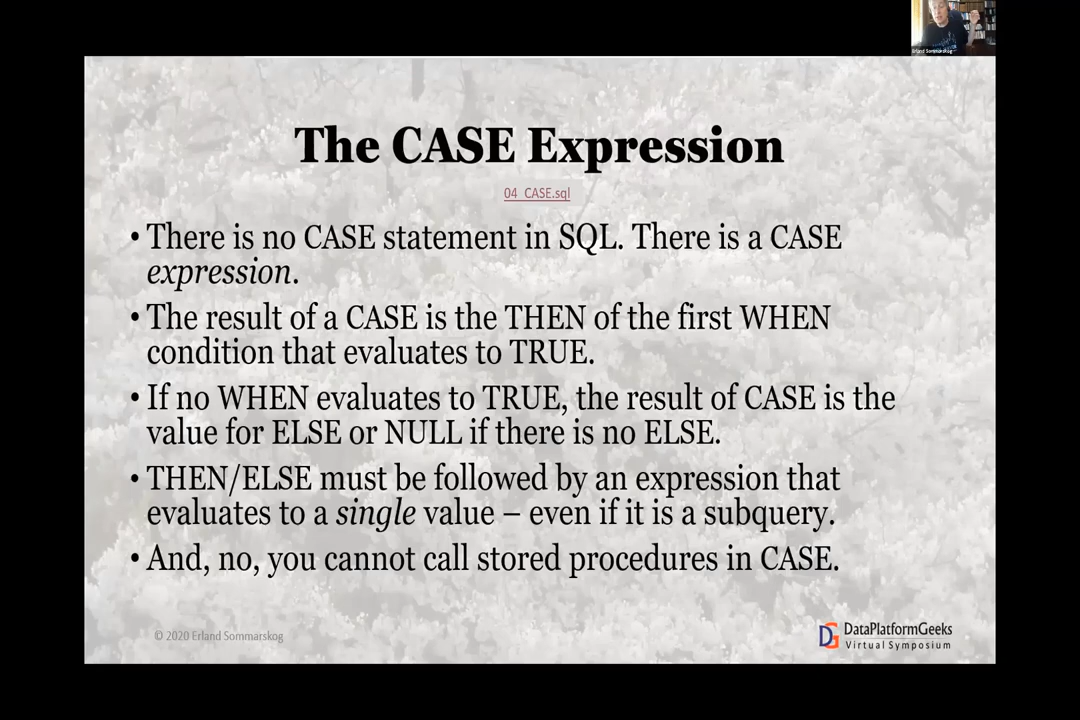 Erland Sommarskog
The CASE Expression
04_CASE.sql
• There is no CASE statement in SQL. There is a CASE
expression.
• The result of a CASE is the THEN of the first WHEN
condition that evaluates to TRUE.
• If no WHEN evaluates to TRUE, the result of CASE is the
value for ELSE or NULL if there is no ELSE.
• THEN/ELSE must be followed by an expression that
evaluates to a single value – even if it is a subquery.
• And, no, you cannot call stored procedures in CASE.
© 2020 Erland Sommarskog
DG DataPlatformGeeks
Virtual Symposium